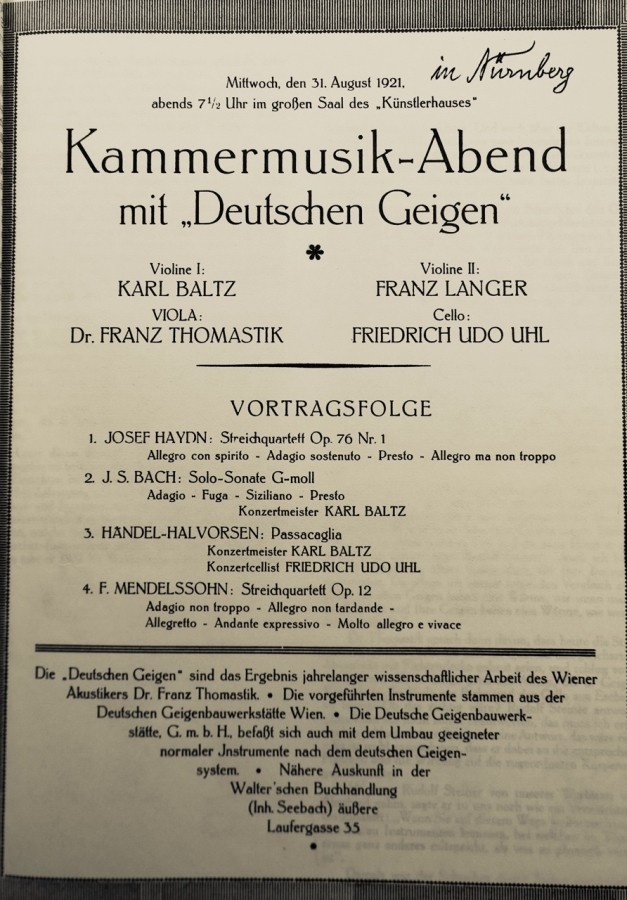 in Nürnberg
Mittwoch, den 31. August 1921,
abends 7 1/2 Uhr im großen Saal des „Künstlerhauses“
Kammermusik-Abend
mit „Deutschen Geigen“
Violine I:
KARL BALTZ
Violine II:
FRANZ LANGER
VIOLA:
Dr. FRANZ THOMASTIK
Cello:
FRIEDRICH UDO UHL
VORTRAGSFOLGE
1. JOSEF HAYDN: Streichquartett Op. 76 Nr. 1
Allegro con spirito - Adagio sostenuto - Presto - Allegro ma non troppo
2. J. S. BACH: Solo-Sonate G-moll
Adagio - Fuga - Siziliano - Presto
Konzertmeister KARL BALTZ
3. HÄNDEL-HALVORSEN: Passacaglia
Konzertmeister KARL BALTZ
Konzertcellist FRIEDRICH UDO UHL
4. F. MENDELSSOHN: Streichquartett Op. 12
Adagio non troppo - Allegro non tardande -
Allegretto - Andante expressivo - Molto allegro e vivace
Die „Deutschen Geigen“ sind das Ergebnis jahrelanger wissenschaftlicher Arbeit des Wiener
Akustikers Dr. Franz Thomastik. • Die vorgeführten Instrumente stammen aus der
Deutschen Geigenbauwerkstätte Wien. • Die Deutsche Geigenbauwerk-
stätte, G. m. b. H., befaßt sich auch mit dem Umbau geeigneter
normaler Jnstrumente nach dem deutschen Geigen-
system. • Nähere Auskunft in der
Walter'schen Buchhandlung
(Inh. Seebach) äußere
Laufergasse 35